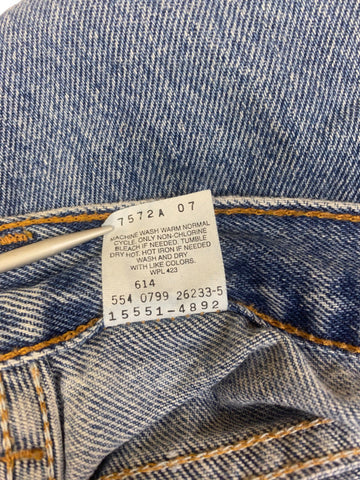 7572A 07
MACHINE WASH WARM NORMAL
CYCLE. ONLY NON-CHLORINE
BLEACH IF NEEDED. TUMBLE
DRY HOT. HOT IRON IF NEEDED
WASH AND DRY
WITH LIKE COLORS.
WPL 423
614
554 0799 26233-5
15551-4892